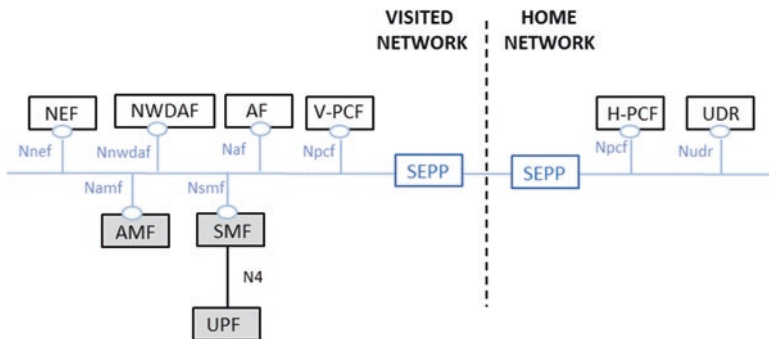 VISITED
NETWORK
HOME
NETWORK
NEF
NWDAF
AF
V-PCF
H-PCF
UDR
Nnef
Nnwdaf
Naf
Npcf
Npcf
Nudr
SEPP
SEPP
Namf
Nsmf
AMF
SMF
N4
UPF